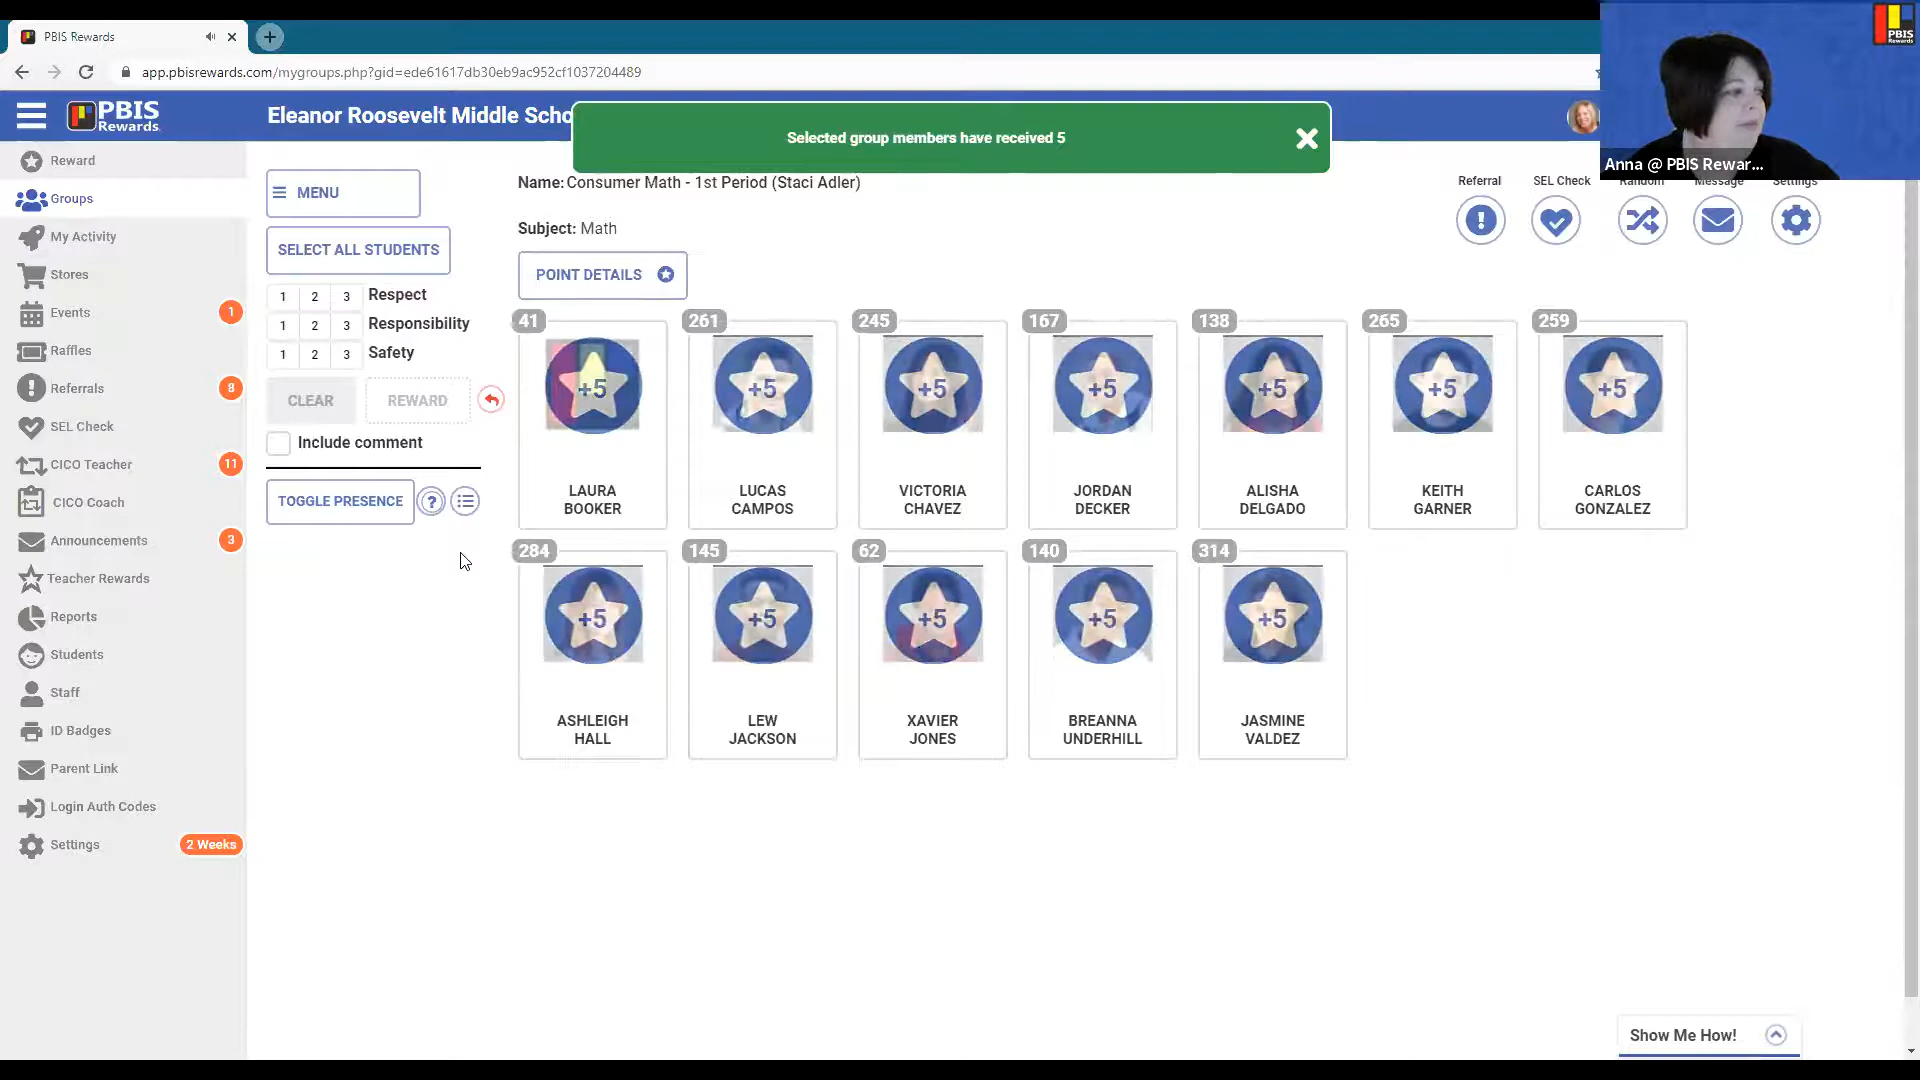 PBIS Rewards
app.pbisrewards.com/mygroups.php?gid=ede61617db30eb9ac952cf1037204489
PBIS
Rewards
Anna @ PBIS Rewar...
PBIS
Rewards
Eleanor Roosevelt Middle Scho
Selected group members have received 5
Reward
Groups
My Activity
Stores
Events 1
Raffles
Referrals 8
SEL Check
CICO Teacher 11
CICO Coach
Announcements 3
Teacher Rewards
Reports
Students
Staff
ID Badges
Parent Link
Login Auth Codes
Settings 2 Weeks
MENU
SELECT ALL STUDENTS
1 2 3 Respect
1 2 3 Responsibility
1 2 3 Safety
CLEAR REWARD
Include comment
TOGGLE PRESENCE ?
Name: Consumer Math - 1st Period (Staci Adler)
Subject: Math
POINT DETAILS
Referral SEL Check Random Message Settings
41 261 245 167 138 265 259
+5 +5 +5 +5 +5 +5 +5
LAURA BOOKER
LUCAS CAMPOS
VICTORIA CHAVEZ
JORDAN DECKER
ALISHA DELGADO
KEITH GARNER
CARLOS GONZALEZ
284 145 62 140 314
+5 +5 +5 +5 +5
ASHLEIGH HALL
LEW JACKSON
XAVIER JONES
BREANNA UNDERHILL
JASMINE VALDEZ
Show Me How!